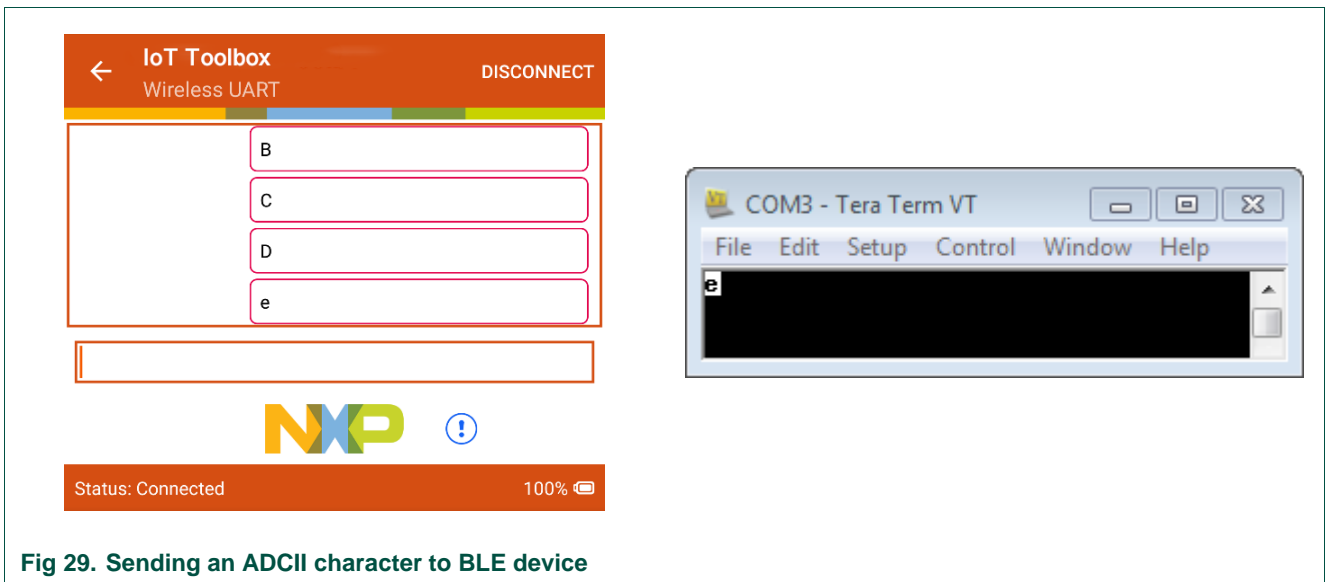 IoT Toolbox
Wireless UART
DISCONNECT
B
C
D
e
NXP
Status: Connected
100%
COM3 - Tera Term VT
File Edit Setup Control Window Help
e
Fig 29. Sending an ADCII character to BLE device